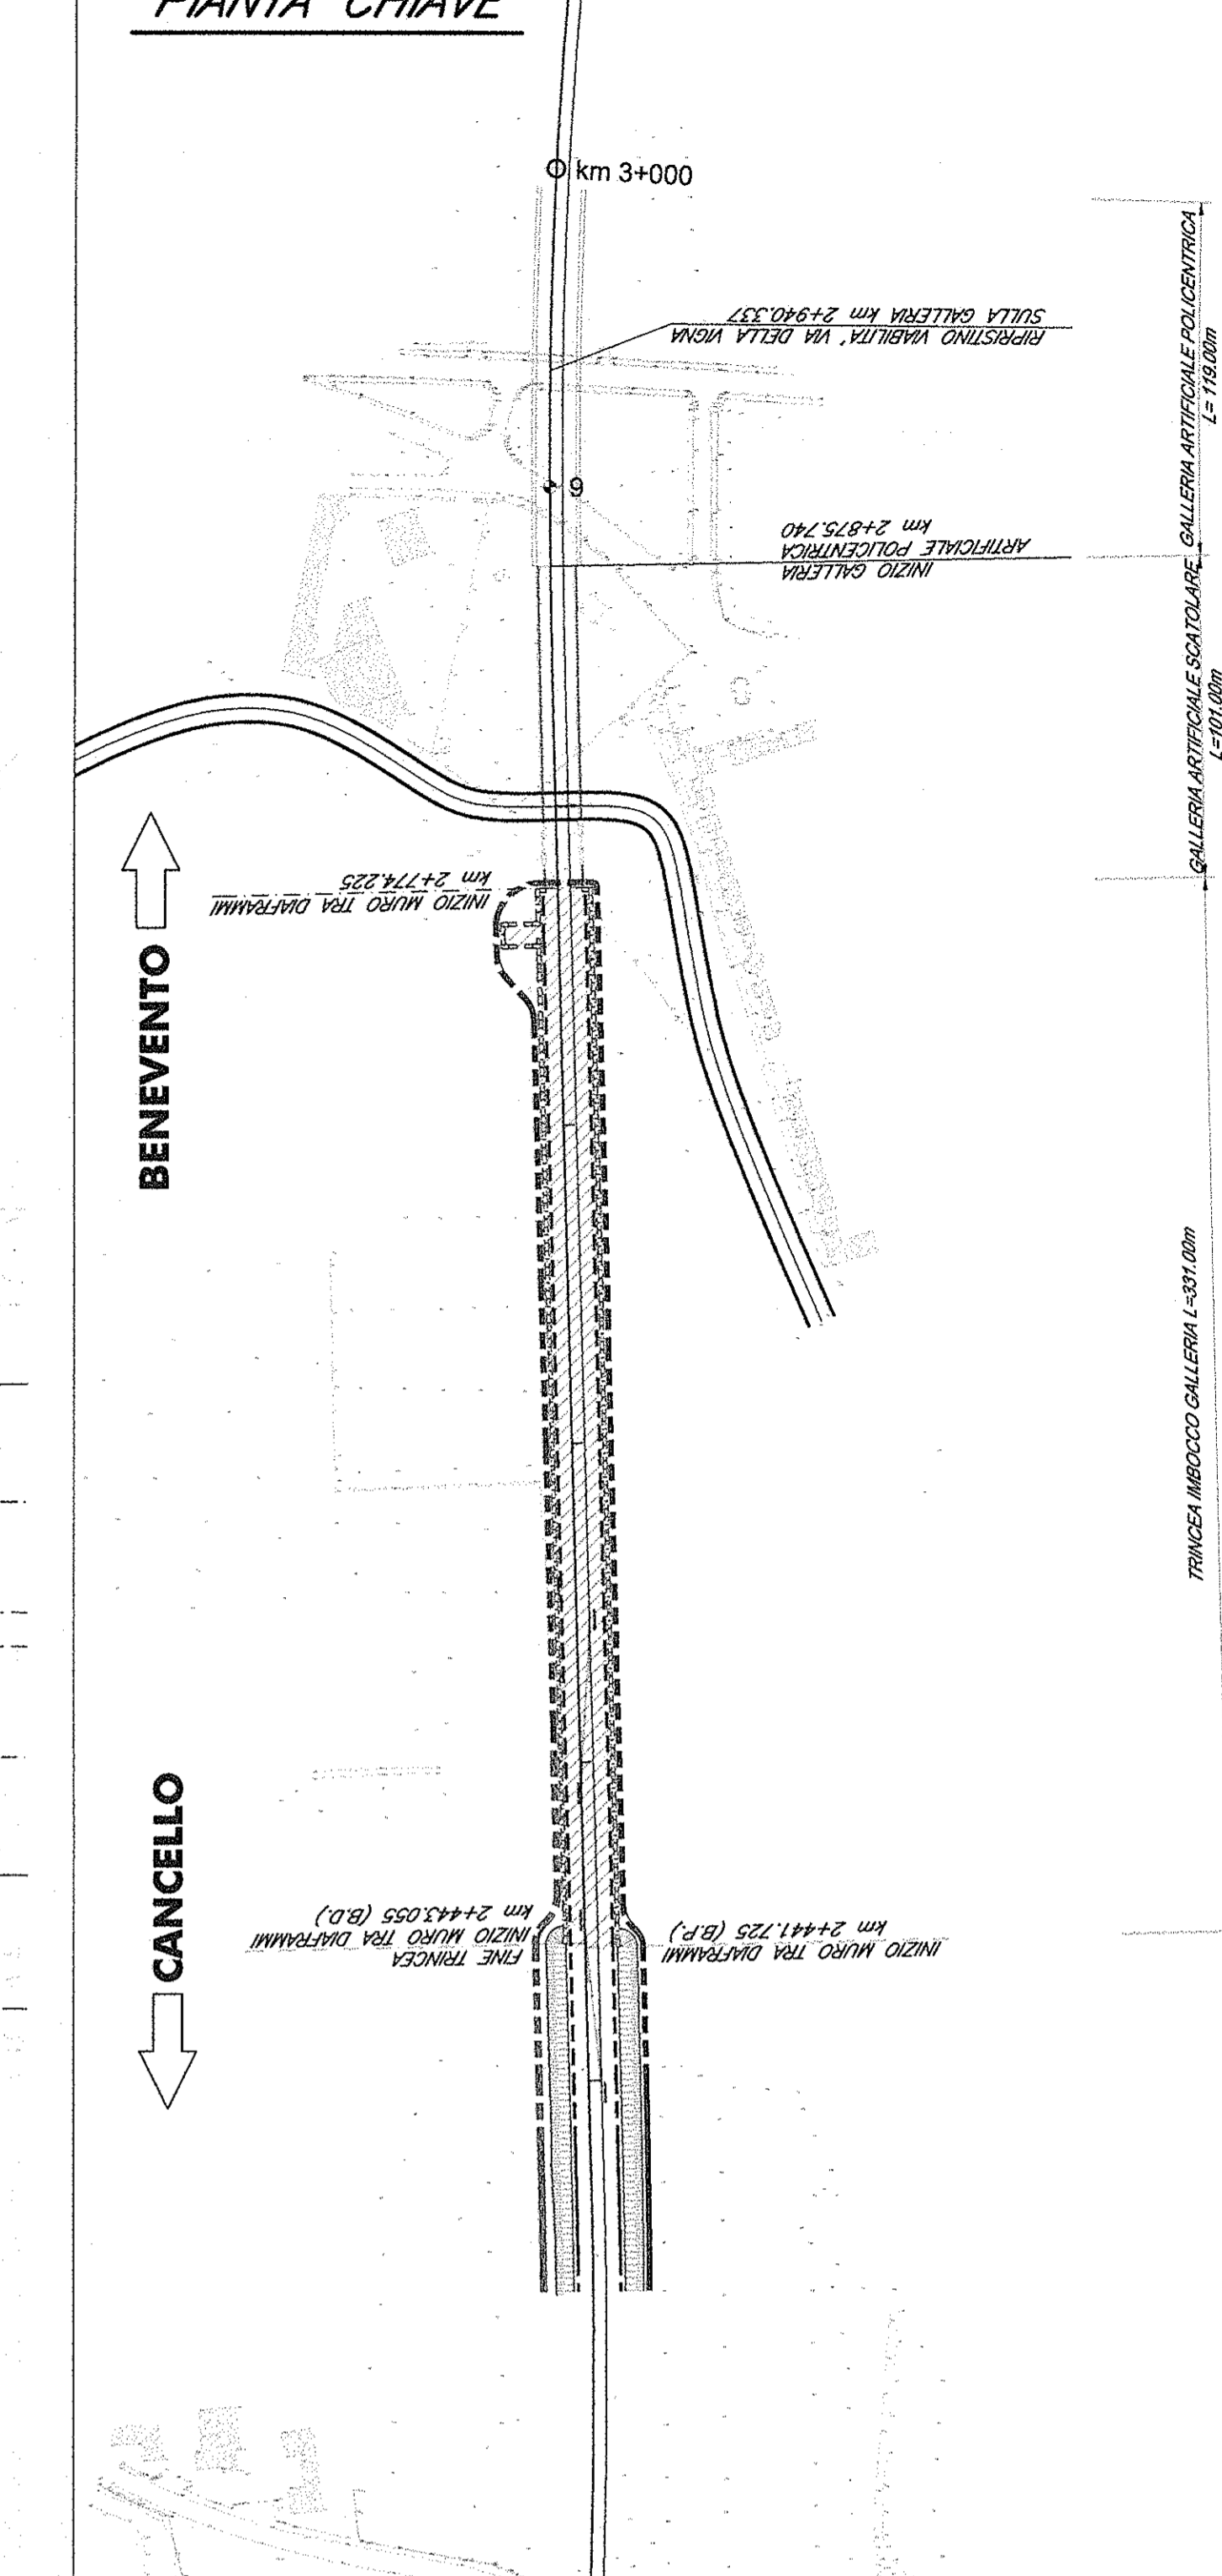 PIANTA CHIAVE
km 3+000
RIPRISTINO VIABILITA' VIA DELLA VIGNA
SULLA GALLERIA km 2+940.337
9
INIZIO GALLERIA
ARTIFICIALE POLICENTRICA
km 2+875.740
GALLERIA ARTIFICIALE POLICENTRICA
L= 119.00m
GALLERIA ARTIFICIALE SCATOLARE
L=101.00m
INIZIO MURO TRA DIAFRAMMI
km 2+774.225
BENEVENTO
TRINCEA IMBOCCO GALLERIA L=331.00m
CANCELLO
FINE TRINCEA
INIZIO MURO TRA DIAFRAMMI
km 2+443.055 (B.D.)
INIZIO MURO TRA DIAFRAMMI
km 2+441.725 (B.P.)